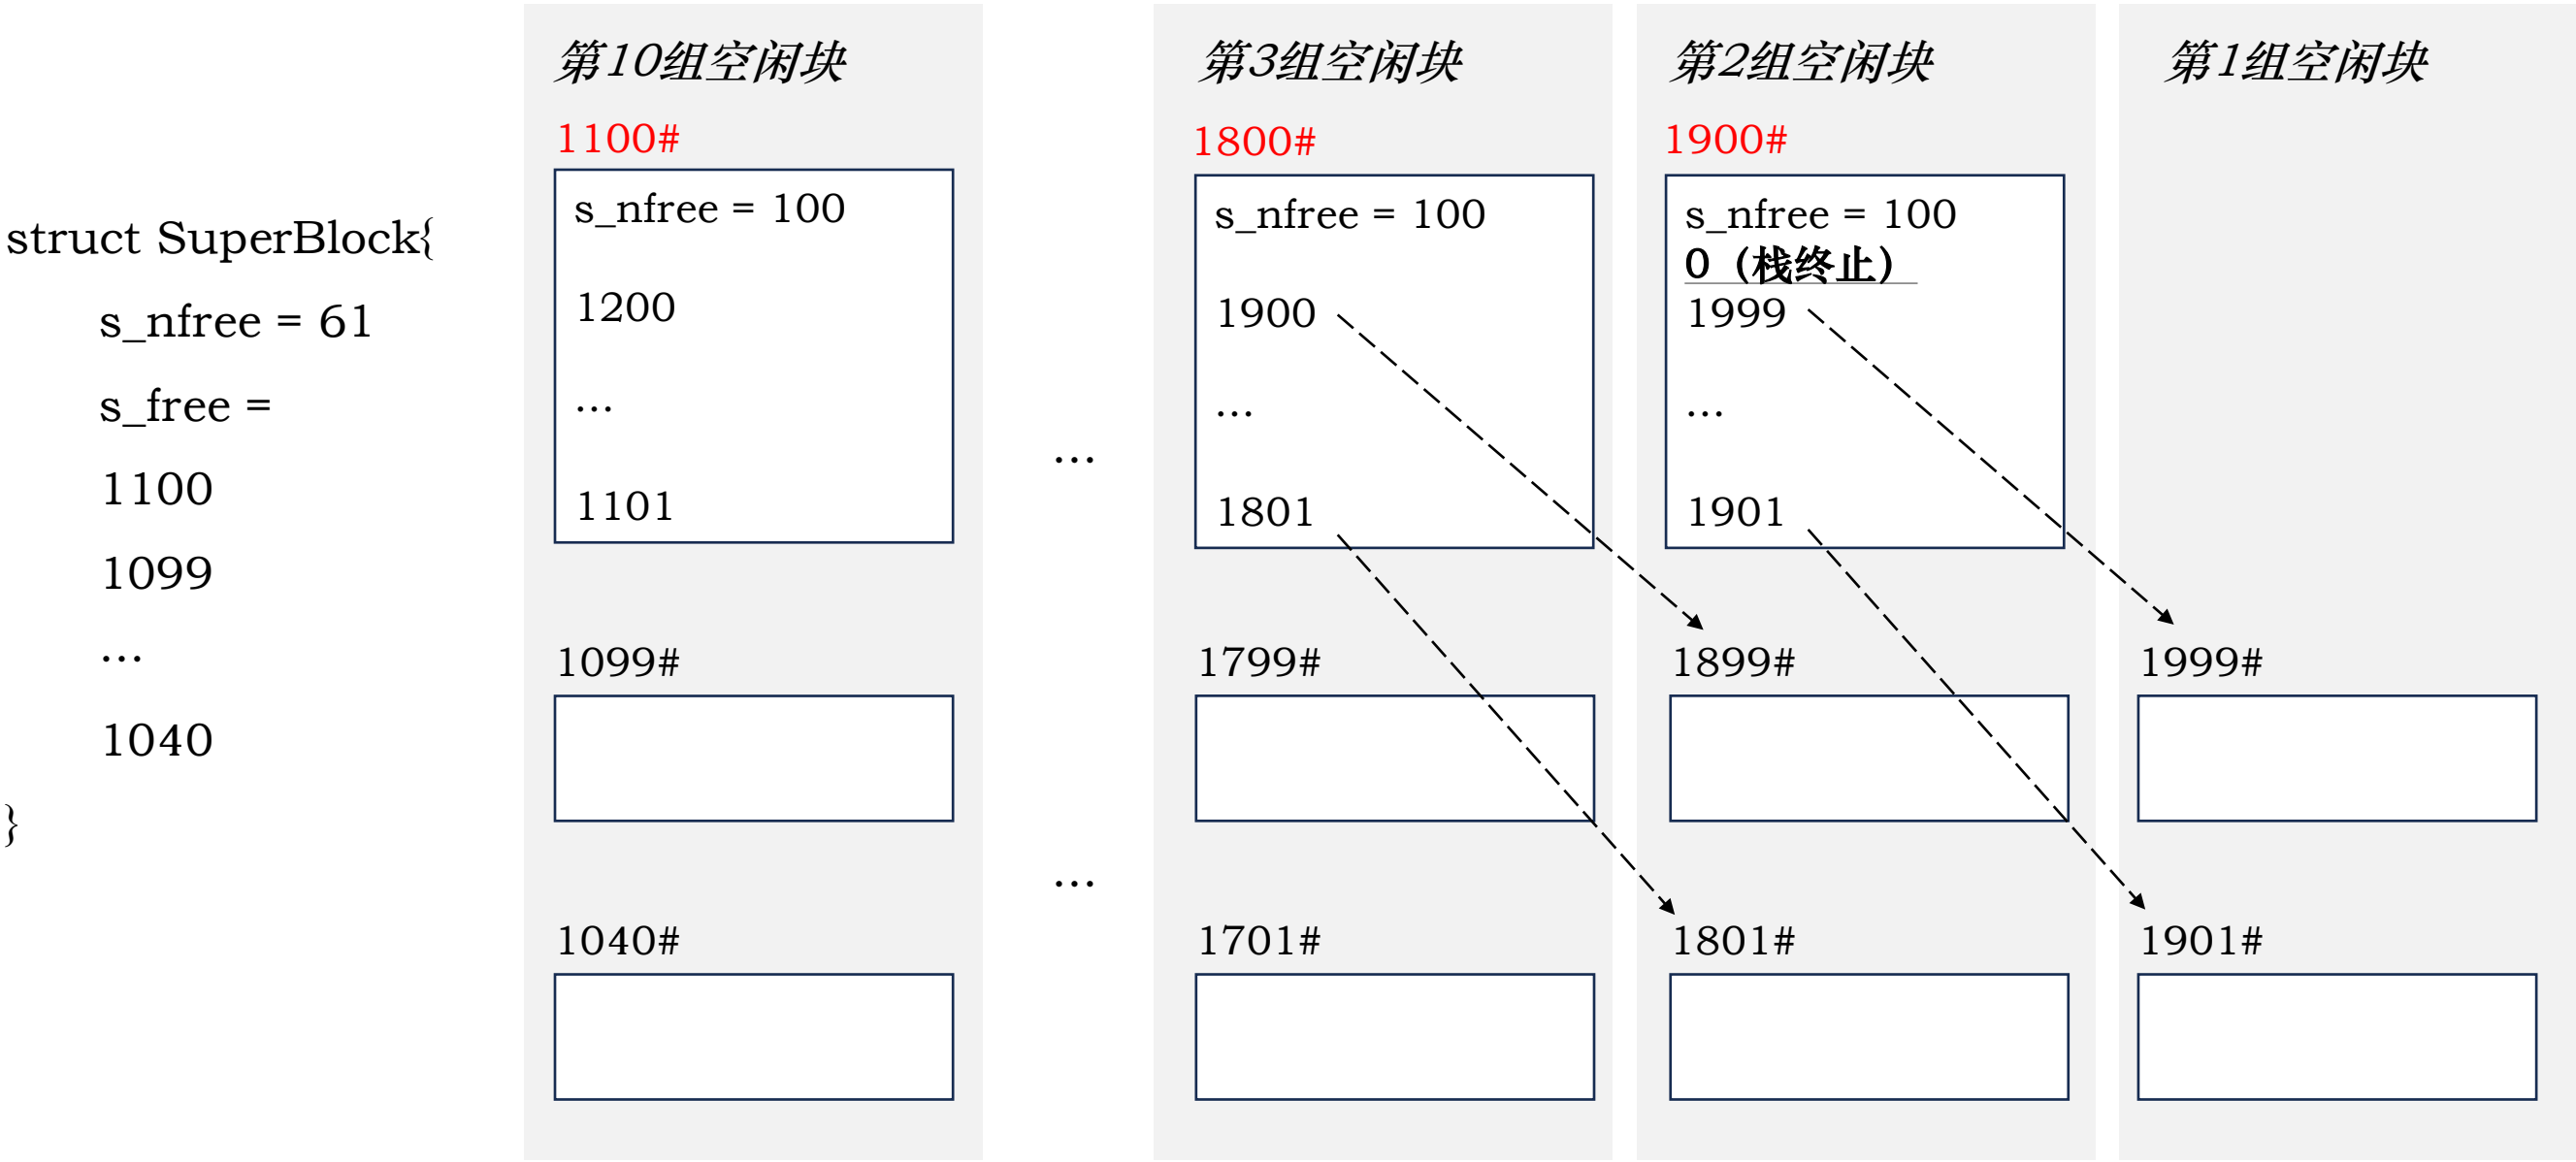 struct SuperBlock{
s_nfree = 61
s_free =
1100
1099
...
1040
}
第10组空闲块
1100#
s_nfree = 100
1200
...
1101
1099#
1040#
...
...
第3组空闲块
1800#
s_nfree = 100
1900
...
1801
1799#
1701#
第2组空闲块
1900#
s_nfree = 100
0（栈终止）
1999
...
1901
1899#
1801#
第1组空闲块
1999#
1901#